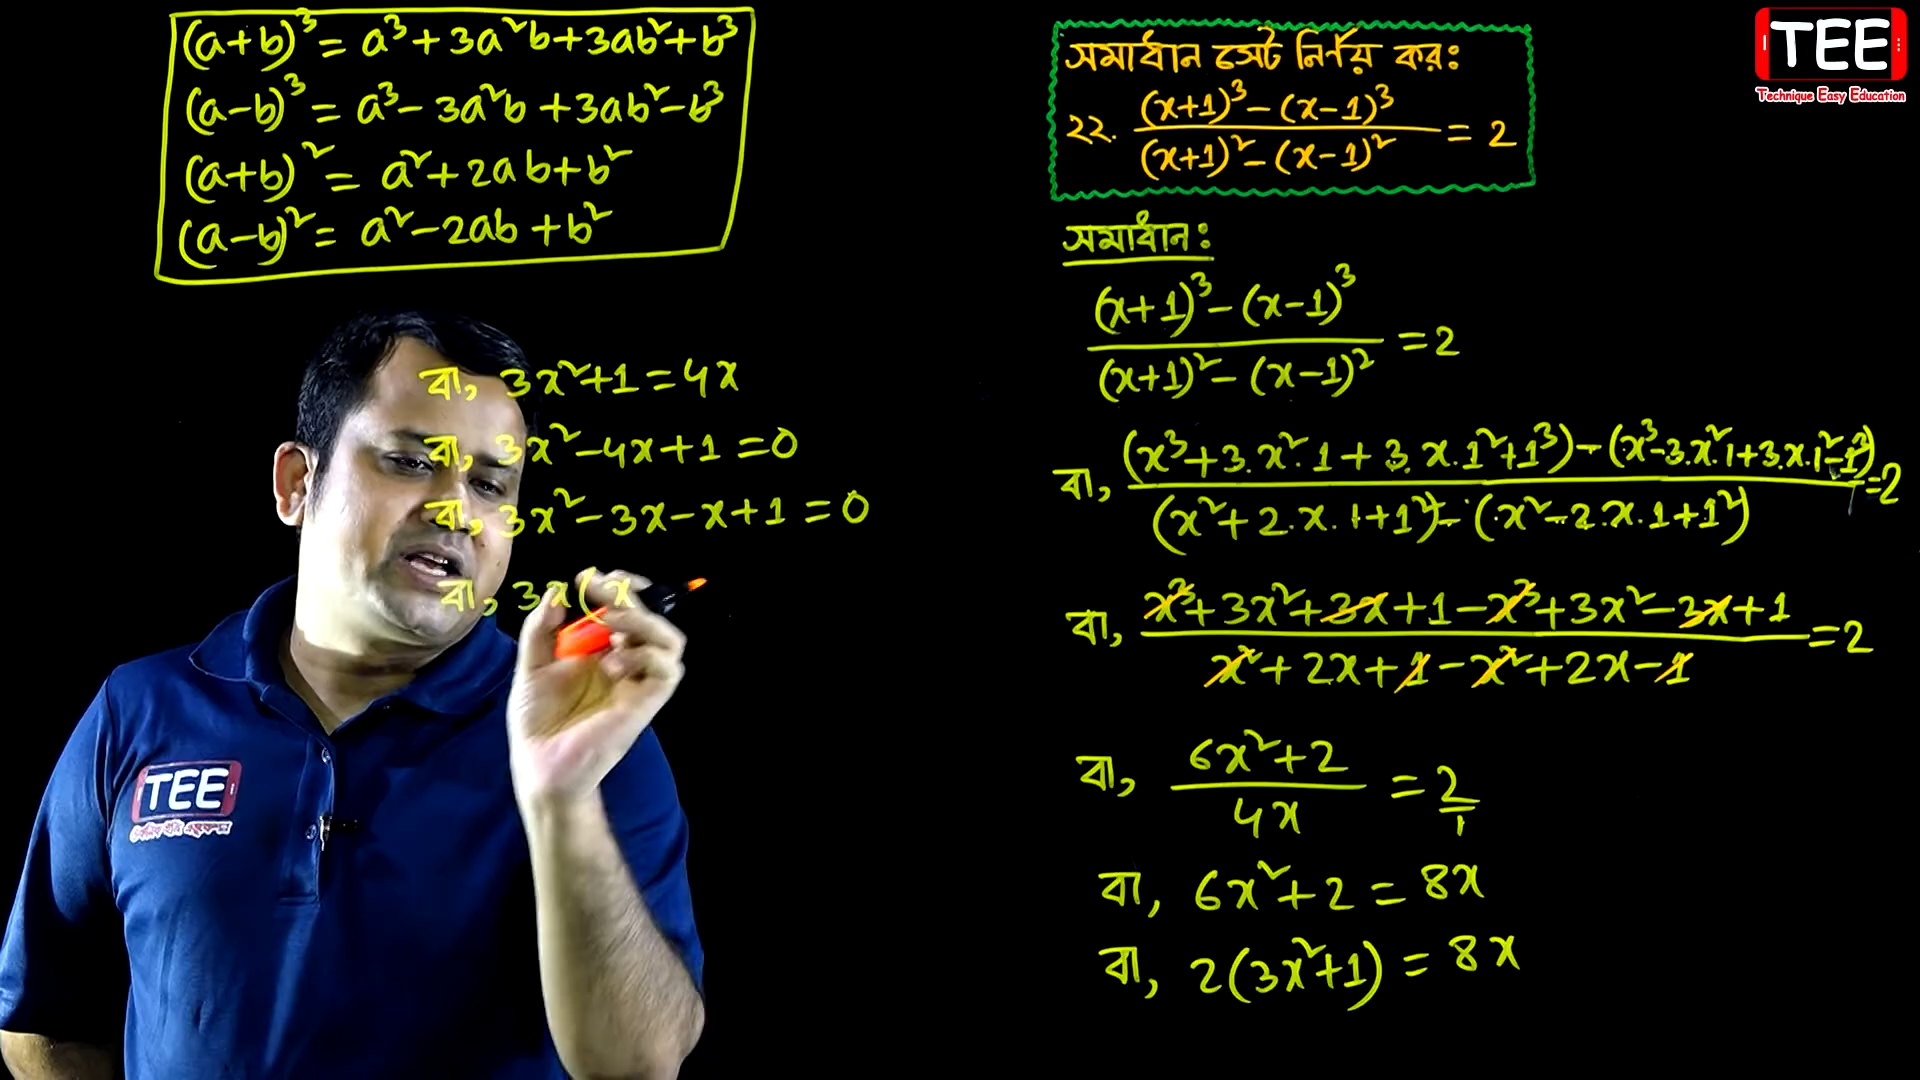 (a+b)³ = a³+3a²b+3ab²+b³
(a-b)³ = a³-3a²b+3ab²-b³
(a+b)² = a²+2ab+b²
(a-b)² = a²-2ab+b²
সমাধান সেট নির্ণয় কর:
২২. ((x+1)³-(x-1)³)/((x+1)²-(x-1)²) = 2
TEE
Technique Easy Education
সমাধান:
((x+1)³-(x-1)³)/((x+1)²-(x-1)²) = 2
বা, ((x³+3.x².1+3.x.1²+1³)-(x³-3.x².1+3.x.1²-1³))/((x²+2.x.1+1²)-(x²-2.x.1+1²)) = 2
বা, (x³+3x²+3x+1-x³+3x²-3x+1)/(x²+2x+1-x²+2x-1) = 2
বা, (6x²+2)/4x = 2/1
বা, 6x²+2 = 8x
বা, 2(3x²+1) = 8x
বা, 3x²+1 = 4x
বা, 3x²-4x+1 = 0
বা, 3x²-3x-x+1 = 0
বা, 3x(x
TEE